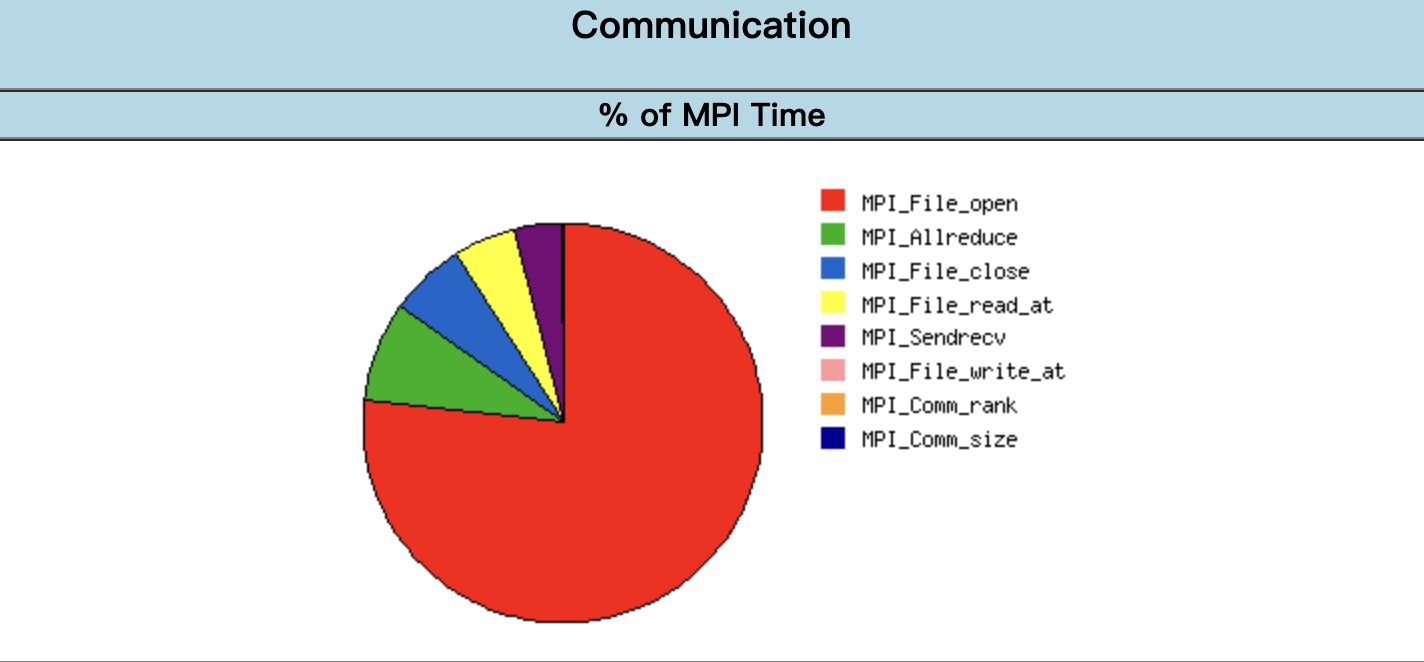 Communication
% of MPI Time
MPI_File_open
MPI_Allreduce
MPI_File_close
MPI_File_read_at
MPI_Sendrecv
MPI_File_write_at
MPI_Comm_rank
MPI_Comm_size